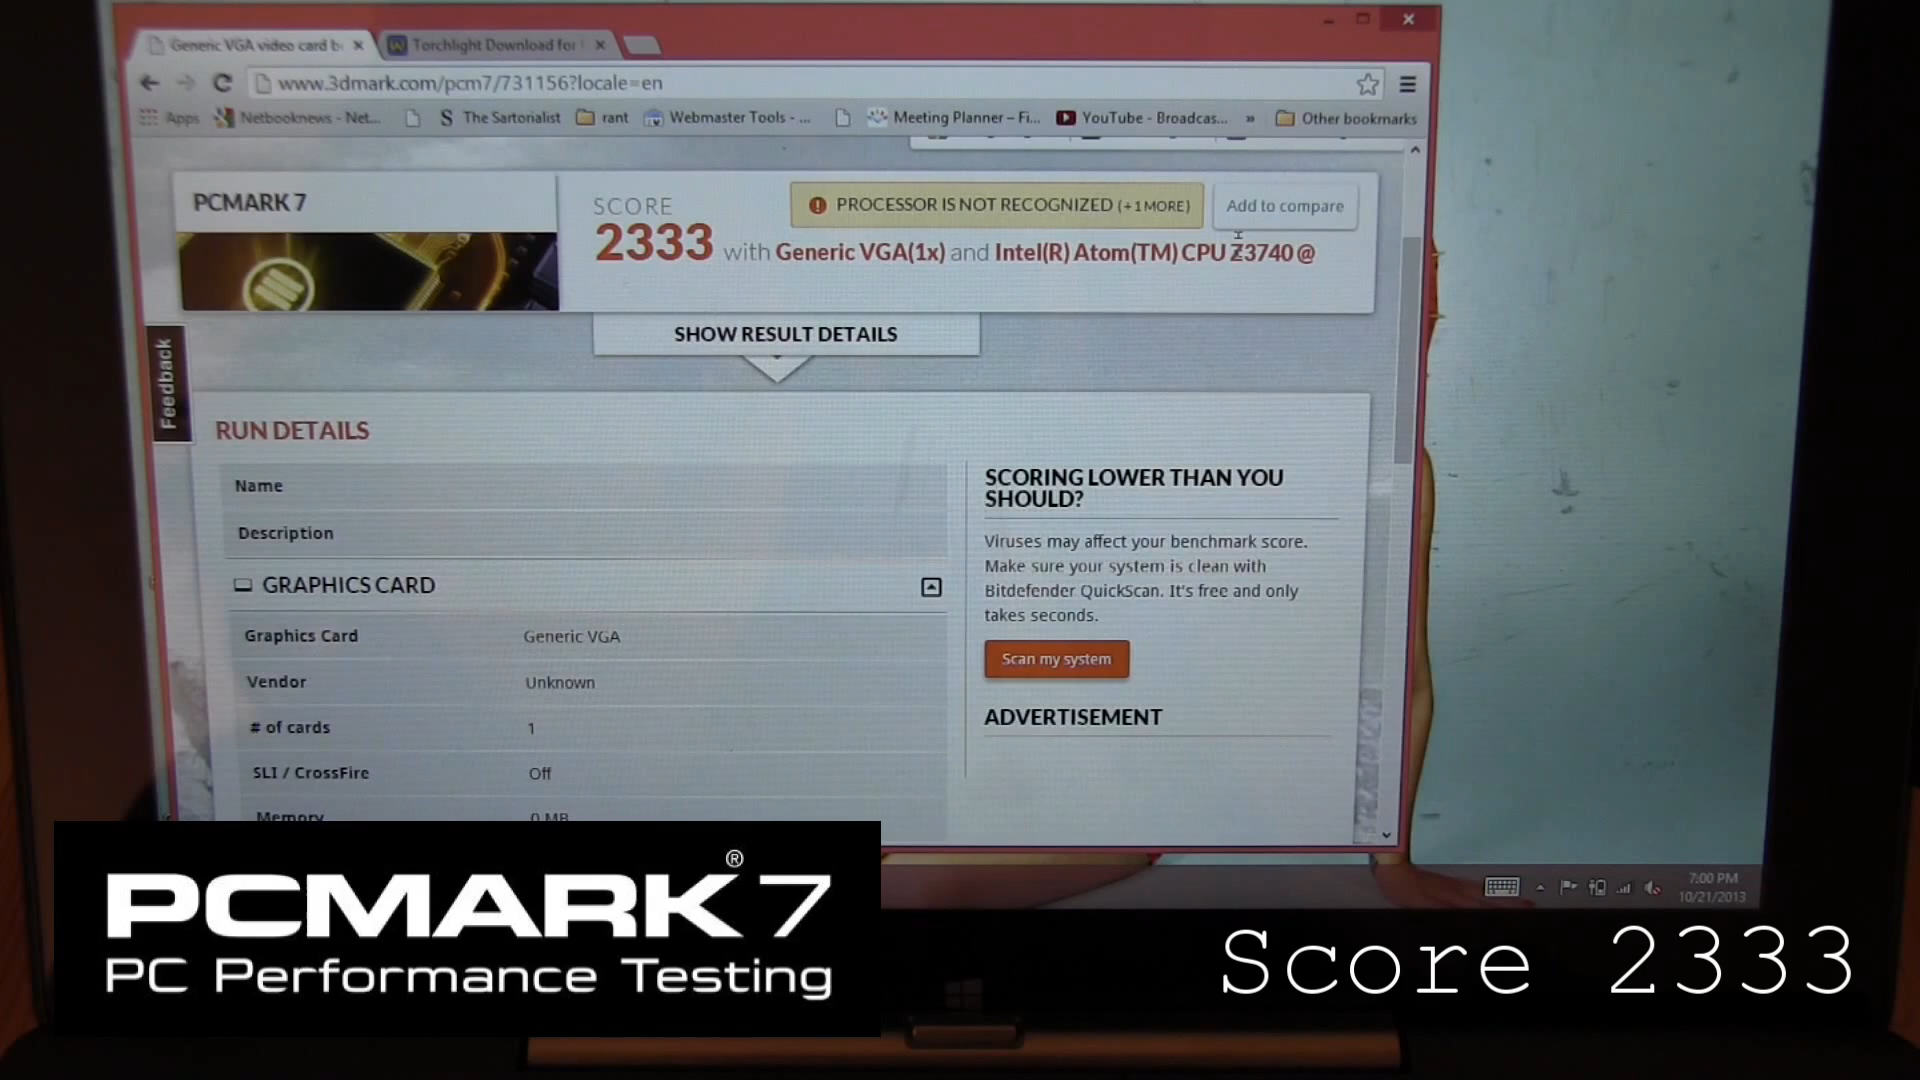 Generic VGA video card b
Torchlight Download for
www.3dmark.com/pcm7/731156?locale=en
Apps
Netbooknews - Net...
The Sartorialist
rant
Webmaster Tools - ...
Meeting Planner – Fi...
YouTube - Broadcas...
»
Other bookmarks
PCMARK 7
SCORE
PROCESSOR IS NOT RECOGNIZED (+1 MORE)
Add to compare
2333 with Generic VGA(1x) and Intel(R) Atom(TM) CPU Z3740 @
SHOW RESULT DETAILS
Feedback
RUN DETAILS
Name
Description
GRAPHICS CARD
Graphics Card Generic VGA
Vendor Unknown
# of cards 1
SLI / CrossFire Off
Memory 0 MB
SCORING LOWER THAN YOU
SHOULD?
Viruses may affect your benchmark score.
Make sure your system is clean with
Bitdefender QuickScan. It's free and only
takes seconds.
Scan my system
ADVERTISEMENT
7:00 PM
10/21/2013
PCMARK® 7
PC Performance Testing
Score 2333